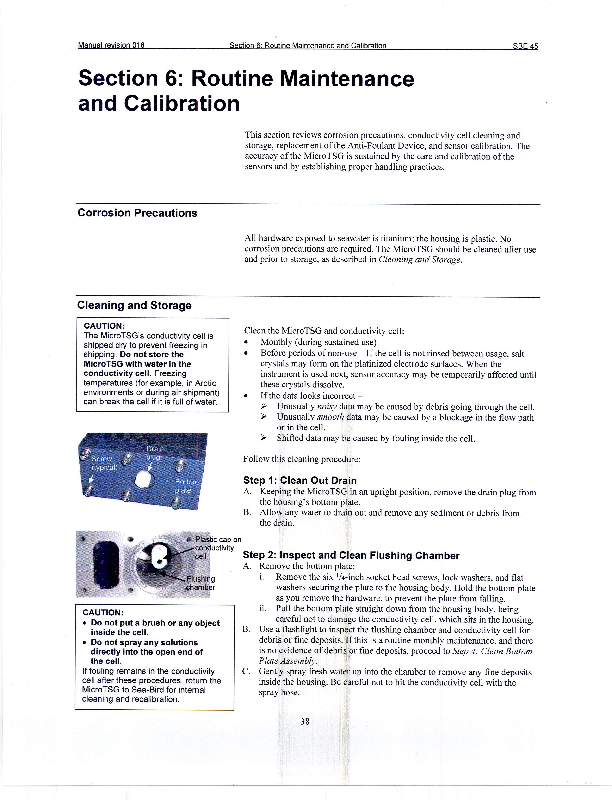 Manual revision 016 Section 6: Routine Maintenance and Calibration SBE 45
Section 6: Routine Maintenance
and Calibration
This section reviews corrosion precautions, conductivity cell cleaning and
storage, replacement of the Anti-Foulant Device, and sensor calibration. The
accuracy of the MicroTSG is sustained by the care and calibration of the
sensors and by establishing proper handling practices.
Corrosion Precautions
All hardware exposed to seawater is titanium; the housing is plastic. No
corrosion precautions are required. The MicroTSG should be cleaned after use
and prior to storage, as described in Cleaning and Storage.
Cleaning and Storage
CAUTION:
The MicroTSG's conductivity cell is
shipped dry to prevent freezing in
shipping. Do not store the
MicroTSG with water in the
conductivity cell. Freezing
temperatures (for example, in Arctic
environments or during air shipment)
can break the cell if it is full of water.
Clean the MicroTSG and conductivity cell:
• Monthly (during sustained use)
• Before periods of non-use – If the cell is not rinsed between usage, salt
crystals may form on the platinized electrode surfaces. When the
instrument is used next, sensor accuracy may be temporarily affected until
these crystals dissolve.
• If the data looks incorrect –
➢ Unusually noisy data may be caused by debris going through the cell.
➢ Unusually smooth data may be caused by a blockage in the flow path
or in the cell.
➢ Shifted data may be caused by fouling inside the cell.
Follow this cleaning procedure:
Step 1: Clean Out Drain
A. Keeping the MicroTSG in an upright position, remove the drain plug from
the housing's bottom plate.
B. Allow any water to drain out and remove any sediment or debris from
the drain.
Screw
(typical)
Drain
plug
Bottom
plate
Plastic cap on
conductivity
cell
Flushing
chamber
Step 2: Inspect and Clean Flushing Chamber
A. Remove the bottom plate:
i. Remove the six ¼-inch socket head screws, lock washers, and flat
washers securing the plate to the housing body. Hold the bottom plate
as you remove the hardware, to prevent the plate from falling.
ii. Pull the bottom plate straight down from the housing body, being
careful not to damage the conductivity cell, which sits in the housing.
B. Use a flashlight to inspect the flushing chamber and conductivity cell for
debris or fine deposits. If this is a routine monthly maintenance, and there
is no evidence of debris or fine deposits, proceed to Step 4: Clean Bottom
Plate Assembly.
C. Gently spray fresh water up into the chamber to remove any fine deposits
inside the housing. Be careful not to hit the conductivity cell with the
spray hose.
CAUTION:
• Do not put a brush or any object
inside the cell.
• Do not spray any solutions
directly into the open end of
the cell.
If fouling remains in the conductivity
cell after these procedures, return the
MicroTSG to Sea-Bird for internal
cleaning and recalibration.
38